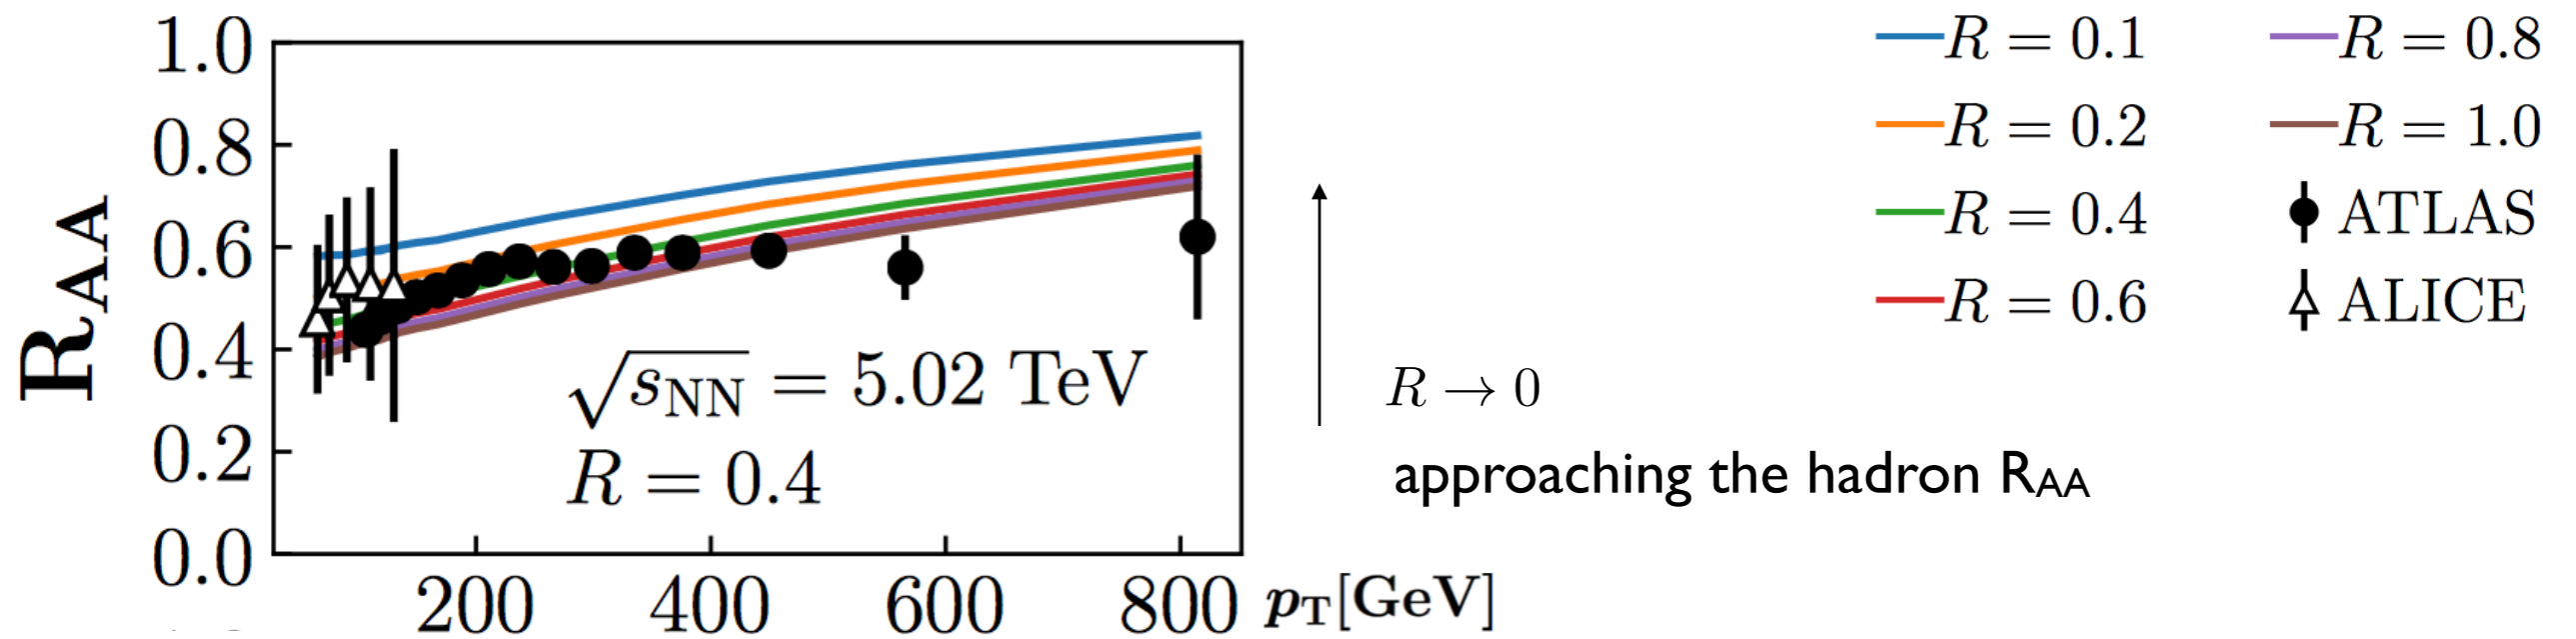 1.0
0.8
0.6
0.4
0.2
0.0
R_AA
√s_NN = 5.02 TeV
R = 0.4
200 400 600 800 p_T[GeV]
R → 0
approaching the hadron R_AA
R = 0.1
R = 0.2
R = 0.4
R = 0.6
R = 0.8
R = 1.0
ATLAS
ALICE